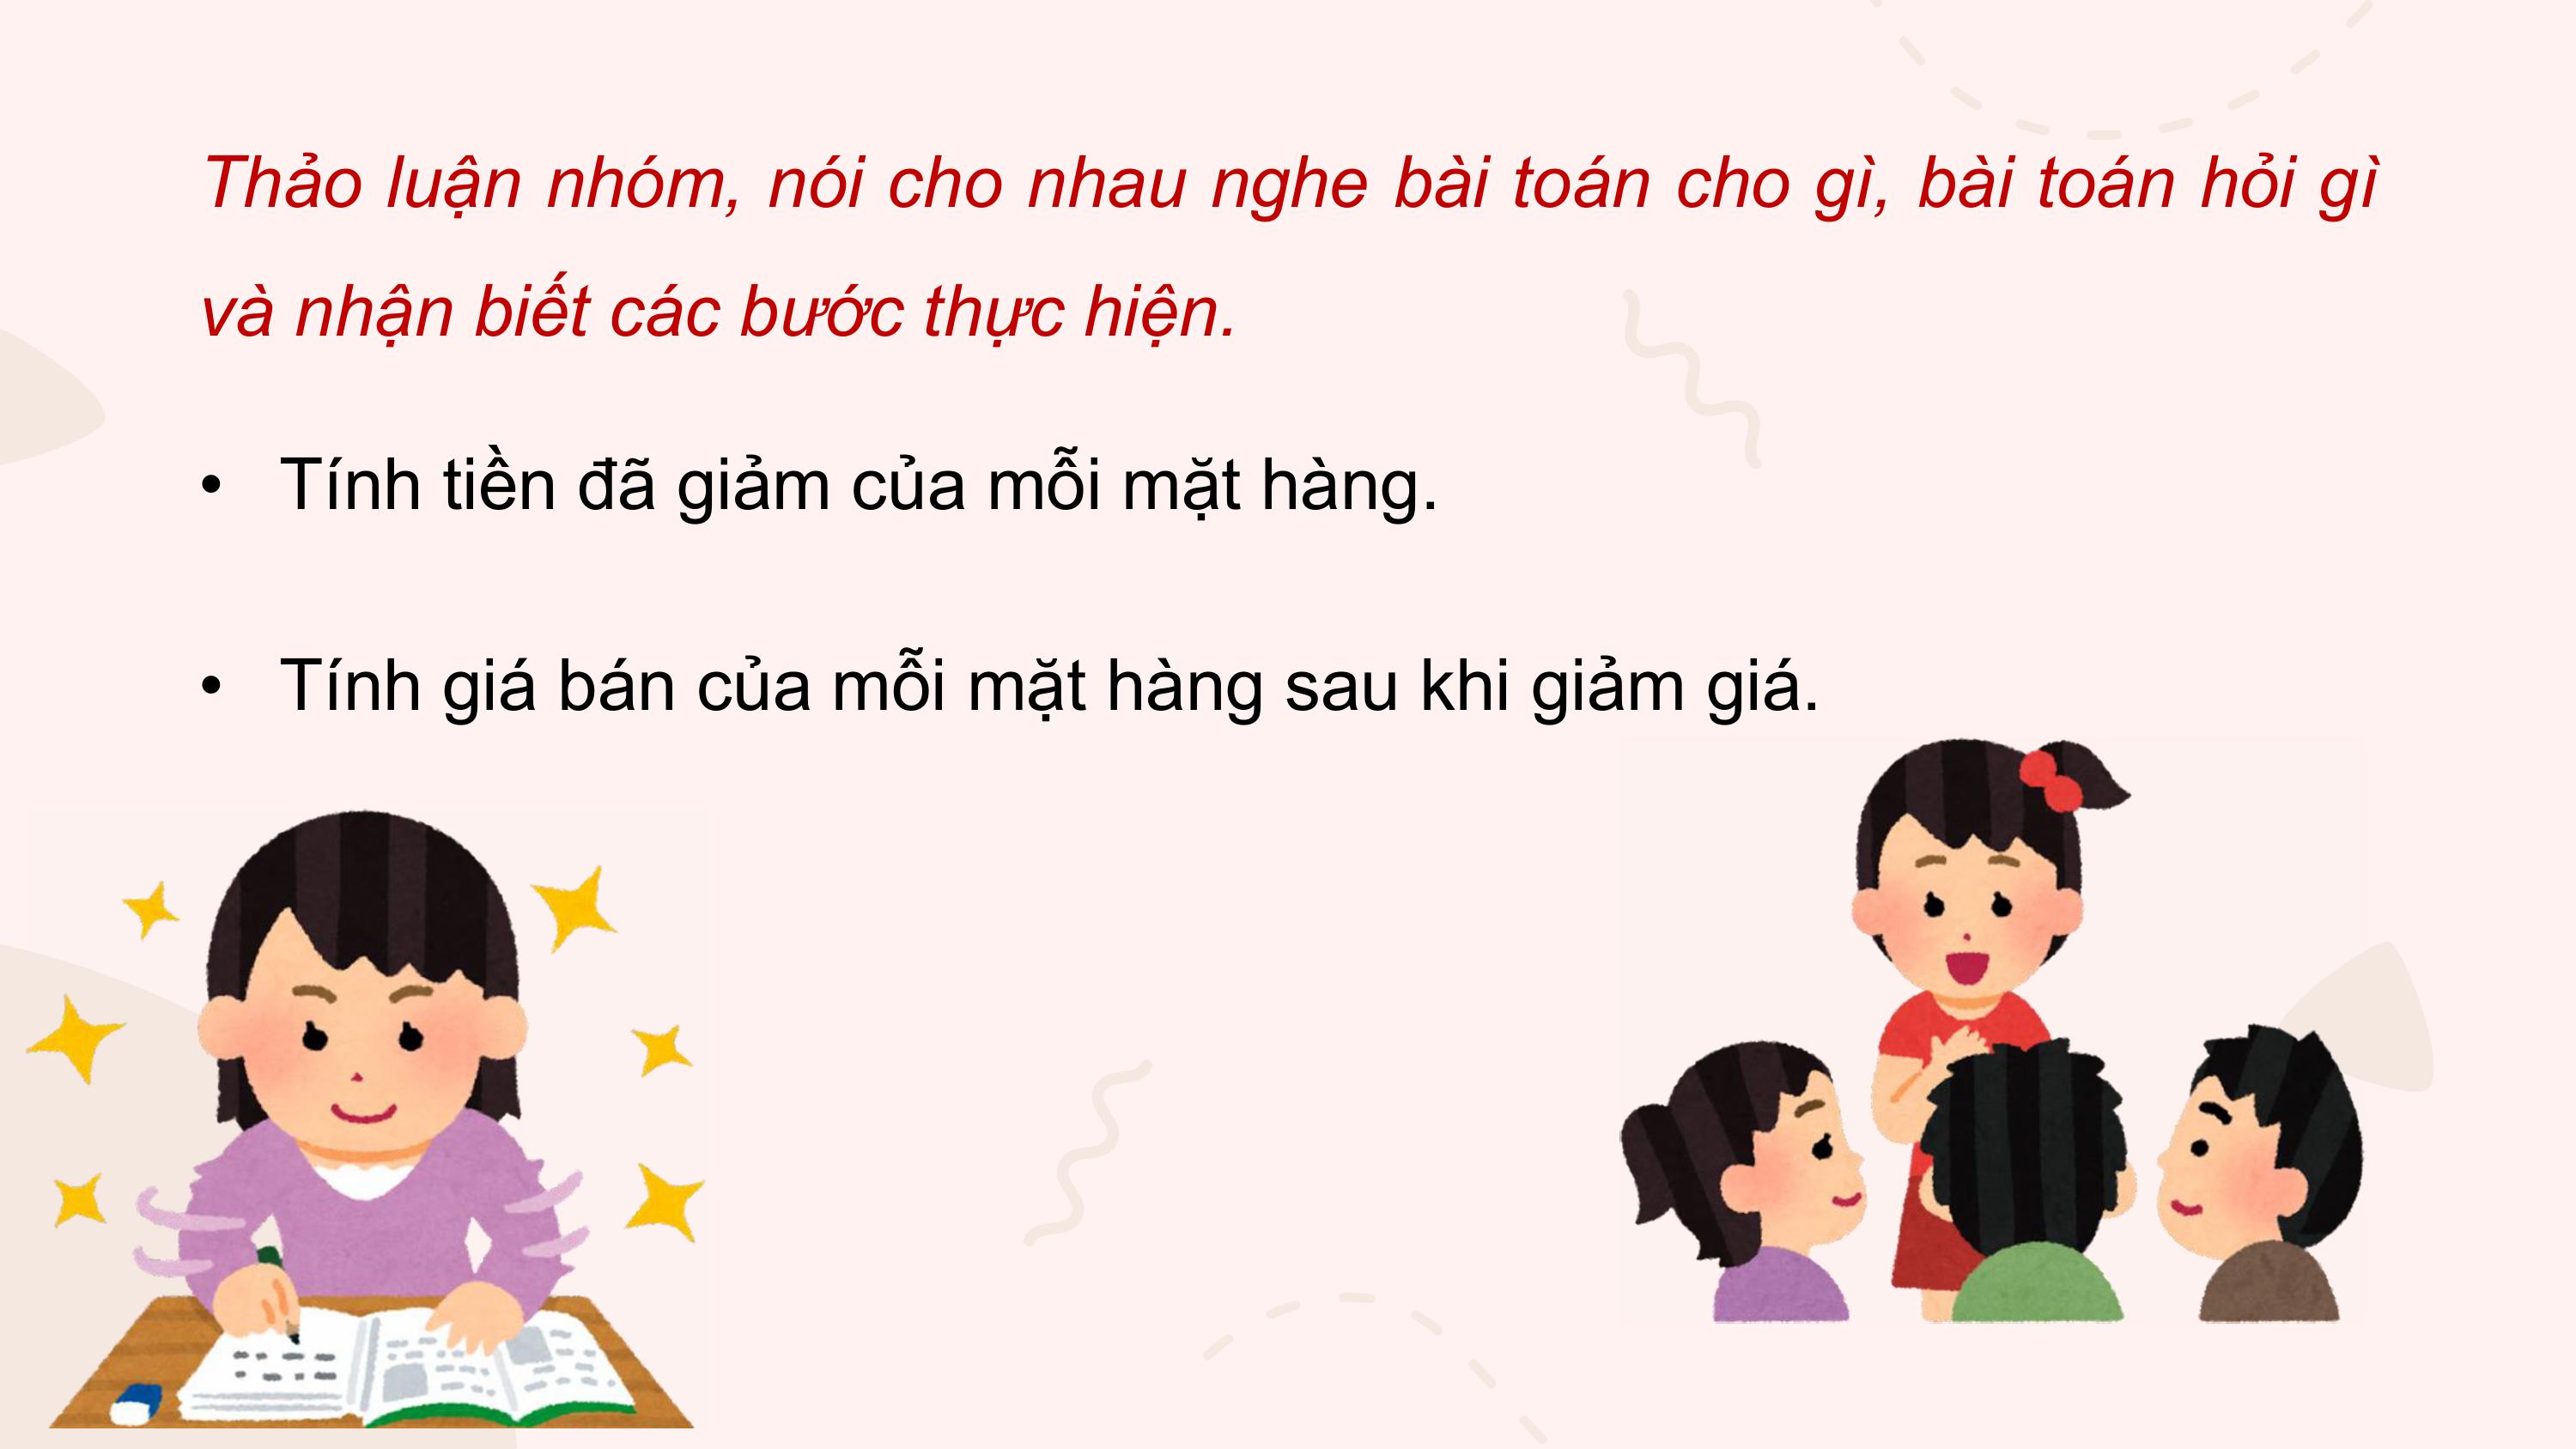 Thảo luận nhóm, nói cho nhau nghe bài toán cho gì, bài toán hỏi gì
và nhận biết các bước thực hiện.
• Tính tiền đã giảm của mỗi mặt hàng.
• Tính giá bán của mỗi mặt hàng sau khi giảm giá.